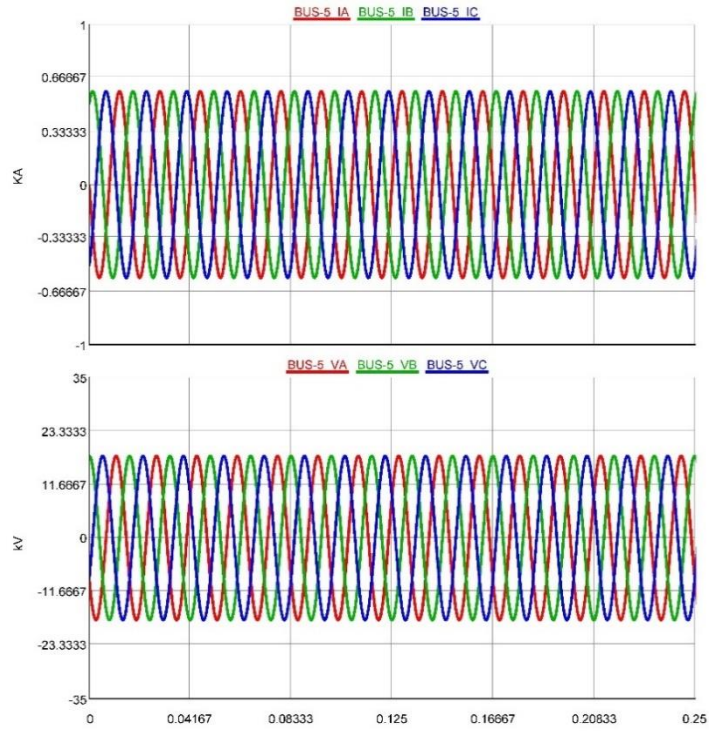 BUS-5 IA BUS-5 IB BUS-5 IC
1
0.66667
0.33333
0
-0.33333
-0.66667
-1
KA
BUS-5 VA BUS-5 VB BUS-5 VC
35
23.3333
11.6667
0
-11.6667
-23.3333
-35
kV
0 0.04167 0.08333 0.125 0.16667 0.20833 0.25